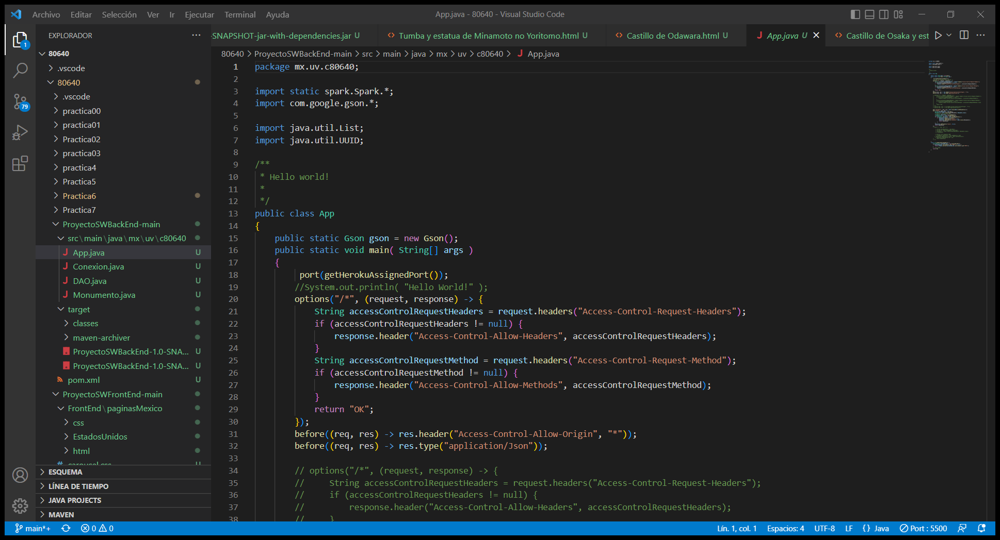 Archivo Editar Selección Ver Ir Ejecutar Terminal Ayuda
App.java - 80640 - Visual Studio Code
EXPLORADOR
-SNAPSHOT-jar-with-dependencies.jar U
Tumba y estatua de Minamoto no Yoritomo.html U
Castillo de Odawara.html U
App.java U
Castillo de Osaka y est
80640 > ProyectoSWBackEnd-main > src > main > java > mx > uv > c80640 > App.java
1
79
80640
.vscode
80640
.vscode
practica00
practica01
Practica02
practica03
practica4
Practica5
Practica6
Practica7
ProyectoSWBackEnd-main
src\main\java\mx\uv\c80640
App.java U
Conexion.java U
DAO.java U
Monumento.java U
target
classes
maven-archiver
ProyectoSWBackEnd-1.0-SNA... U
ProyectoSWBackEnd-1.0-SNA... U
pom.xml U
ProyectoSWFrontEnd-main
FrontEnd\paginasMexico
css
EstadosUnidos
html
carousel.css U
ESQUEMA
LÍNEA DE TIEMPO
JAVA PROJECTS
MAVEN
1 package mx.uv.c80640;
2
3 import static spark.Spark.*;
4 import com.google.gson.*;
5
6 import java.util.List;
7 import java.util.UUID;
8
9 /**
10 * Hello world!
11 *
12 */
13 public class App
14 {
15 public static Gson gson = new Gson();
16 public static void main( String[] args )
17 {
18 port(getHerokuAssignedPort());
19 //System.out.println( "Hello World!" );
20 options("/*", (request, response) -> {
21 String accessControlRequestHeaders = request.headers("Access-Control-Request-Headers");
22 if (accessControlRequestHeaders != null) {
23 response.header("Access-Control-Allow-Headers", accessControlRequestHeaders);
24 }
25 String accessControlRequestMethod = request.headers("Access-Control-Request-Method");
26 if (accessControlRequestMethod != null) {
27 response.header("Access-Control-Allow-Methods", accessControlRequestMethod);
28 }
29 return "OK";
30 });
31 before((req, res) -> res.header("Access-Control-Allow-Origin", "*"));
32 before((req, res) -> res.type("application/Json"));
33
34 // options("/*", (request, response) -> {
35 // String accessControlRequestHeaders = request.headers("Access-Control-Request-Headers");
36 // if (accessControlRequestHeaders != null) {
37 // response.header("Access-Control-Allow-Headers", accessControlRequestHeaders);
38 // }
main*+ 0 0 Lín. 1, col. 1 Espacios: 4 UTF-8 LF {} Java Port : 5500